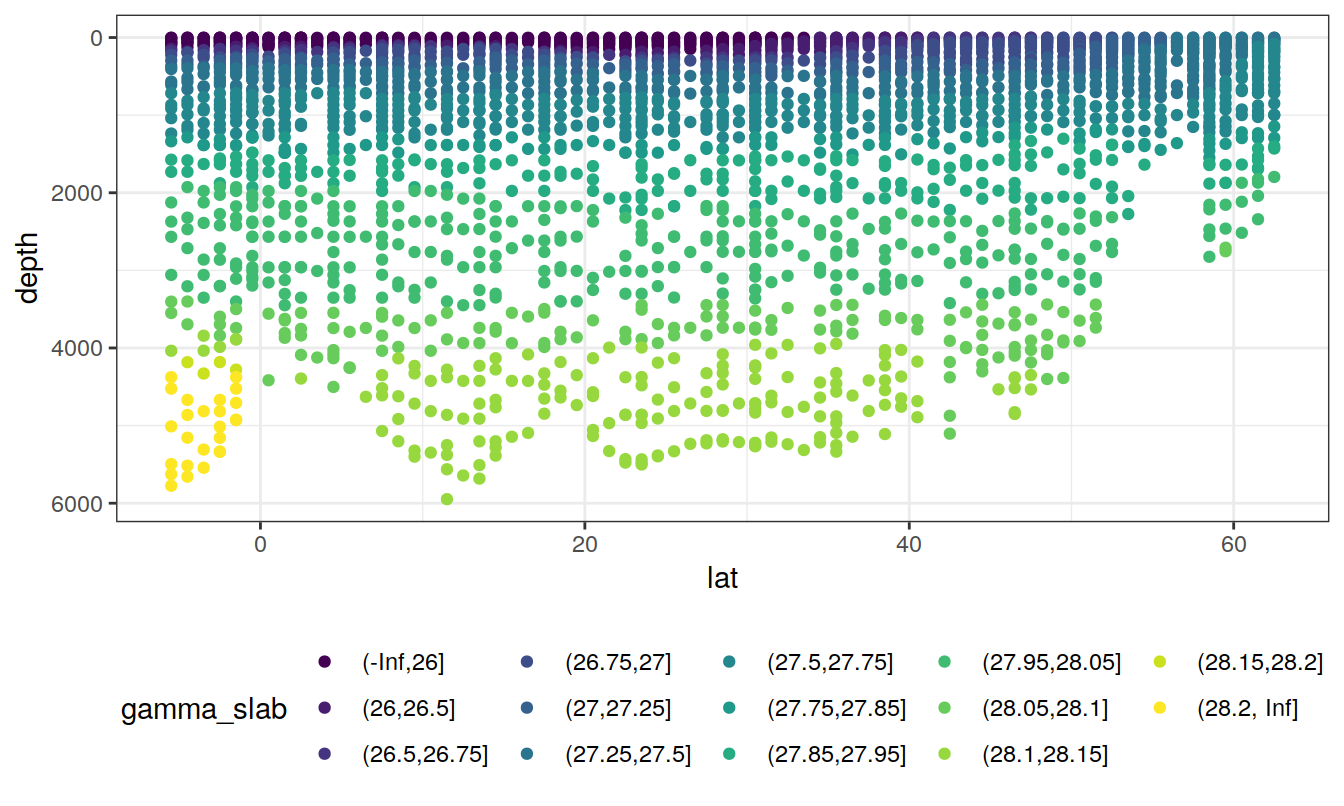 0
2000
4000
6000
depth
0 20 40 60
lat
gamma_slab
(-Inf,26] (26.75,27] (27.5,27.75] (27.95,28.05] (28.15,28.2]
(26,26.5] (27,27.25] (27.75,27.85] (28.05,28.1] (28.2, Inf]
(26.5,26.75] (27.25,27.5] (27.85,27.95] (28.1,28.15]